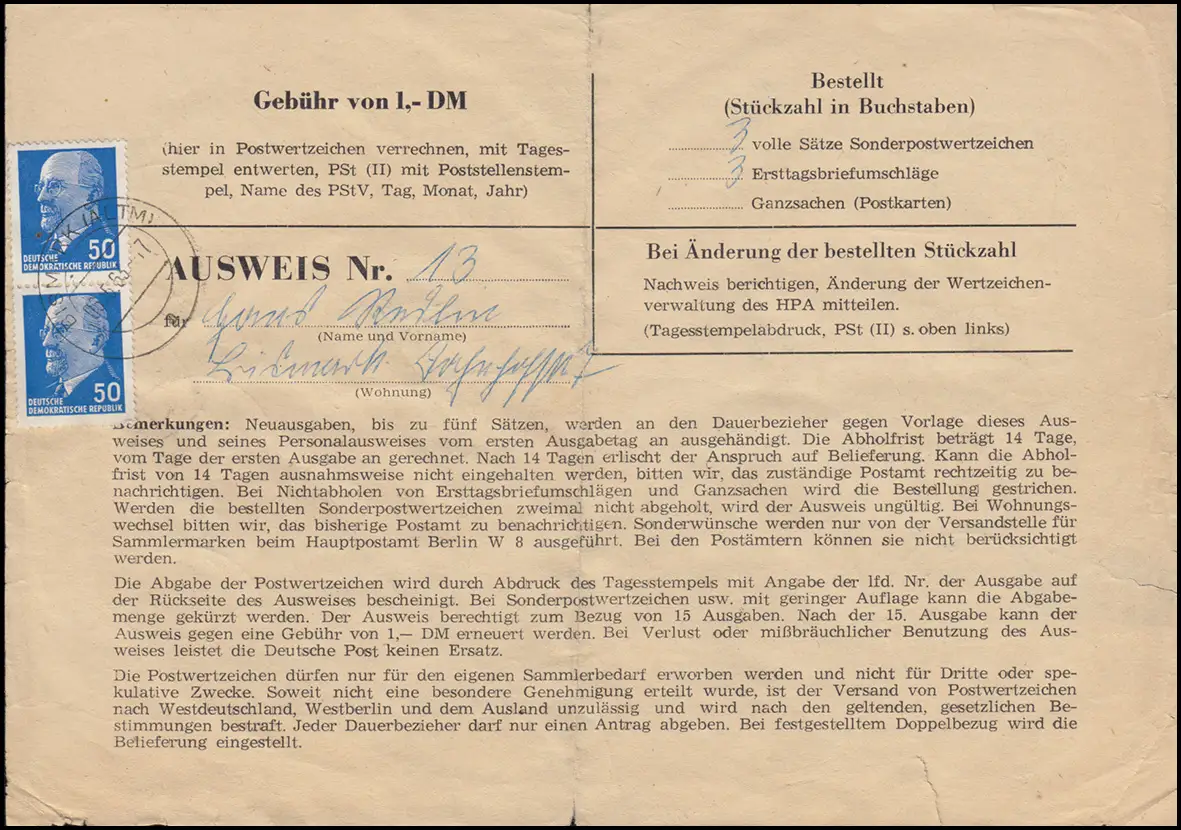 Gebühr von 1,- DM
(hier in Postwertzeichen verrechnen, mit Tages-
stempel entwerten, PSt (II) mit Poststellenstem-
pel, Name des PStV, Tag, Monat, Jahr)
50
DEUTSCHE
DEMOKRATISCHE REPUBLIK
50
DEUTSCHE
DEMOKRATISCHE REPUBLIK
(ALTM)
Bestellt
(Stückzahl in Buchstaben)
3 volle Sätze Sonderpostwertzeichen
3 Ersttagsbriefumschläge
Ganzsachen (Postkarten)
AUSWEIS Nr. 13
für Hans
(Name und Vorname)
Bismark
(Wohnung)
Bei Änderung der bestellten Stückzahl
Nachweis berichtigen, Änderung der Wertzeichen-
verwaltung des HPA mitteilen.
(Tagesstempelabdruck, PSt (II) s. oben links)
Bemerkungen: Neuausgaben, bis zu fünf Sätzen, werden an den Dauerbezieher gegen Vorlage dieses Aus-
weises und seines Personalausweises vom ersten Ausgabetag an ausgehändigt. Die Abholfrist beträgt 14 Tage,
vom Tage der ersten Ausgabe an gerechnet. Nach 14 Tagen erlischt der Anspruch auf Belieferung. Kann die Abhol-
frist von 14 Tagen ausnahmsweise nicht eingehalten werden, bitten wir, das zuständige Postamt rechtzeitig zu be-
nachrichtigen. Bei Nichtabholen von Ersttagsbriefumschlägen und Ganzsachen wird die Bestellung gestrichen.
Werden die bestellten Sonderpostwertzeichen zweimal nicht abgeholt, wird der Ausweis ungültig. Bei Wohnungs-
wechsel bitten wir, das bisherige Postamt zu benachrichtigen. Sonderwünsche werden nur von der Versandstelle für
Sammlermarken beim Hauptpostamt Berlin W 8 ausgeführt. Bei den Postämtern können sie nicht berücksichtigt
werden.
Die Abgabe der Postwertzeichen wird durch Abdruck des Tagesstempels mit Angabe der lfd. Nr. der Ausgabe auf
der Rückseite des Ausweises bescheinigt. Bei Sonderpostwertzeichen usw. mit geringer Auflage kann die Abgabe-
menge gekürzt werden. Der Ausweis berechtigt zum Bezug von 15 Ausgaben. Nach der 15. Ausgabe kann der
Ausweis gegen eine Gebühr von 1,— DM erneuert werden. Bei Verlust oder mißbräuchlicher Benutzung des Aus-
weises leistet die Deutsche Post keinen Ersatz.
Die Postwertzeichen dürfen nur für den eigenen Sammlerbedarf erworben werden und nicht für Dritte oder spe-
kulative Zwecke. Soweit nicht eine besondere Genehmigung erteilt wurde, ist der Versand von Postwertzeichen
nach Westdeutschland, Westberlin und dem Ausland unzulässig und wird nach den geltenden, gesetzlichen Be-
stimmungen bestraft. Jeder Dauerbezieher darf nur einen Antrag abgeben. Bei festgestelltem Doppelbezug wird die
Belieferung eingestellt.